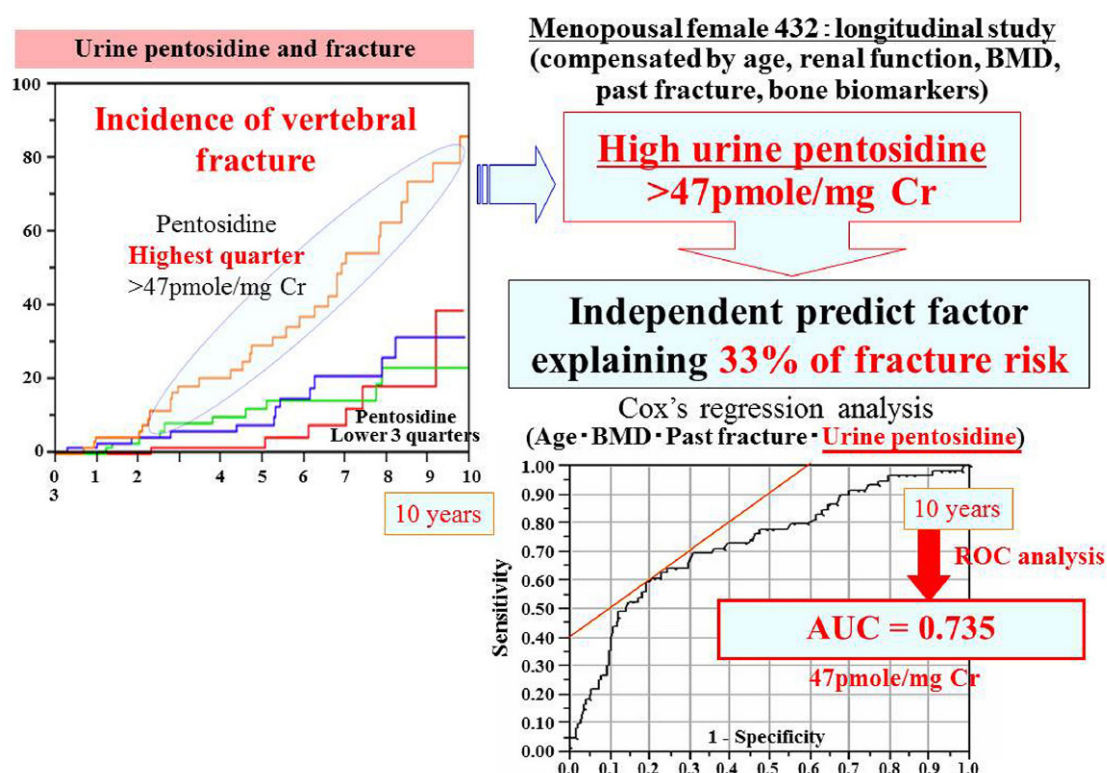 Urine pentosidine and fracture
100
80
60
40
20
0
Incidence of vertebral
fracture
Pentosidine
Highest quarter
>47pmole/mg Cr
Pentosidine
Lower 3 quarters
0 1 2 4 5 6 7 8 9 10
3
10 years
Menopousal female 432 : longitudinal study
(compensated by age, renal function, BMD,
past fracture, bone biomarkers)
High urine pentosidine
>47pmole/mg Cr
Independent predict factor
explaining 33% of fracture risk
Cox's regression analysis
(Age・BMD・Past fracture・Urine pentosidine)
1.00
0.90
0.80
0.70
0.60
0.50
0.40
0.30
0.20
0.10
0.00
Sensitivity
10 years
ROC analysis
AUC = 0.735
47pmole/mg Cr
1 - Specificity
0.0 0.1 0.2 0.3 0.4 0.5 0.6 0.7 0.8 0.9 1.0